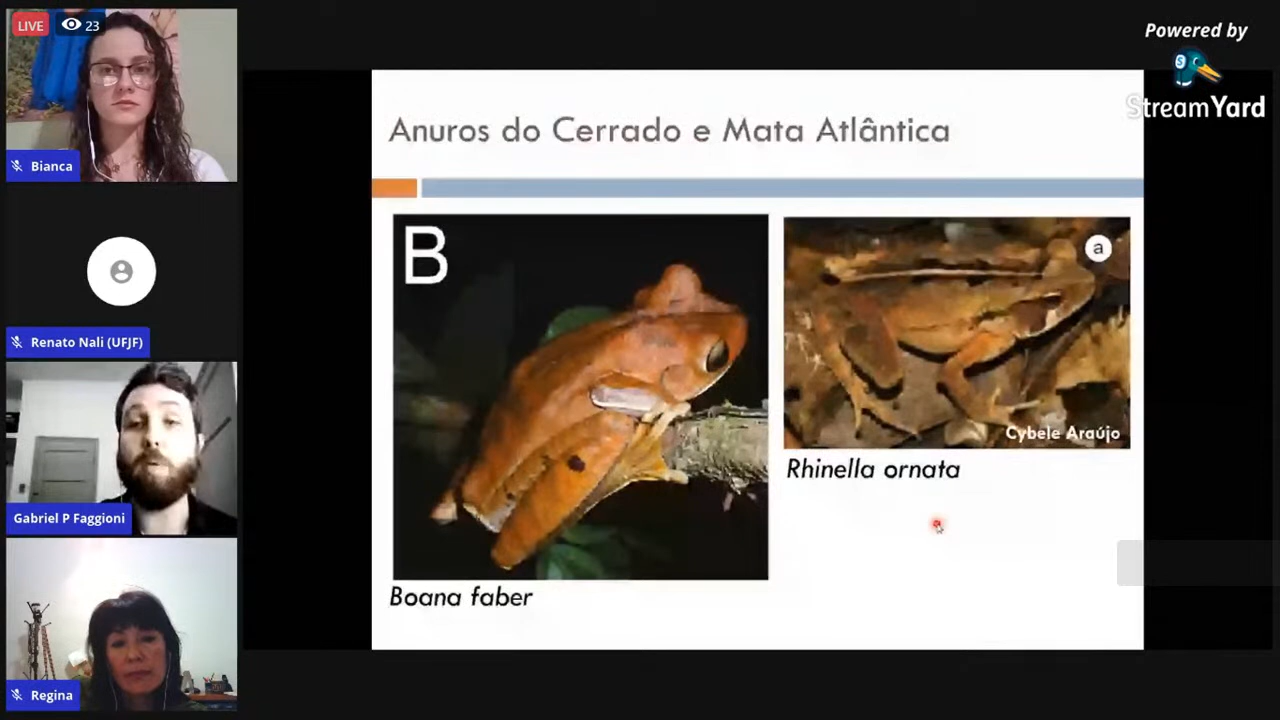 LIVE 23
Bianca
Renato Nali (UFJF)
Gabriel P Faggioni
Regina
Powered by
StreamYard
Anuros do Cerrado e Mata Atlântica
B
a
Cybele Araújo
Rhinella ornata
Boana faber